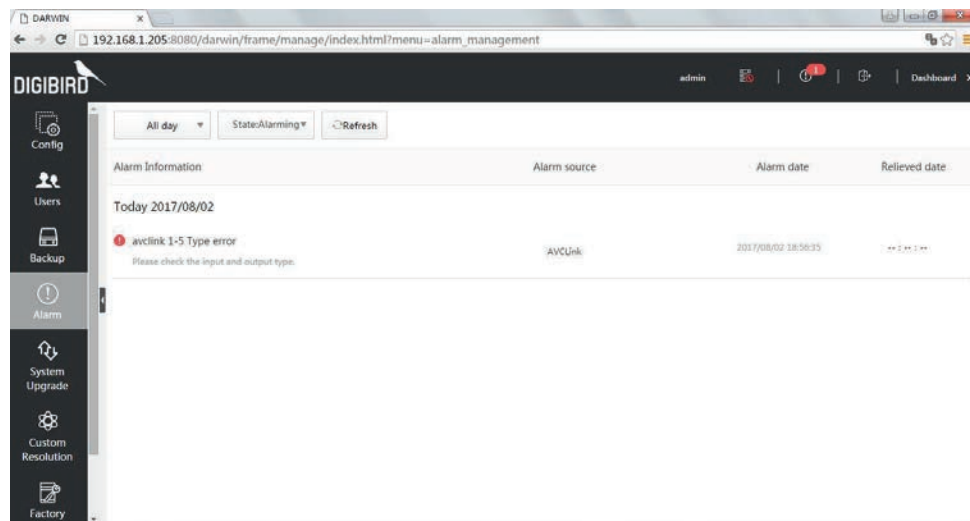 DARWIN
192.168.1.205:8080/darwin/frame/manage/index.html?menu=alarm_management
DIGIBIRD
admin
1
Dashboard
Config
Users
Backup
Alarm
System
Upgrade
Custom
Resolution
Factory
All day
State:Alarming
Refresh
Alarm Information Alarm source Alarm date Relieved date
Today 2017/08/02
avclink 1-5 Type error
Please check the input and output type.
AVCLink
2017/08/02 18:56:35
-- : -- : --